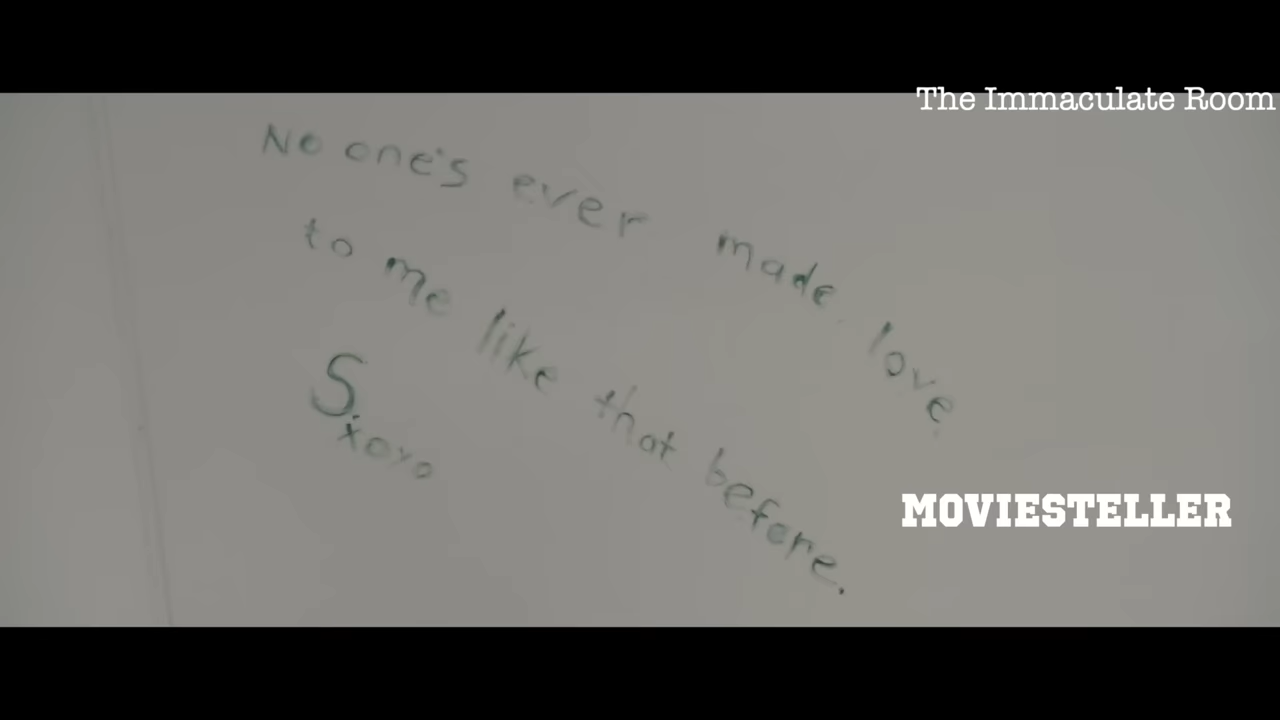 The Immaculate Room
No one's ever made love
to me like that before.
S.
xoxo
MOVIESTELLER